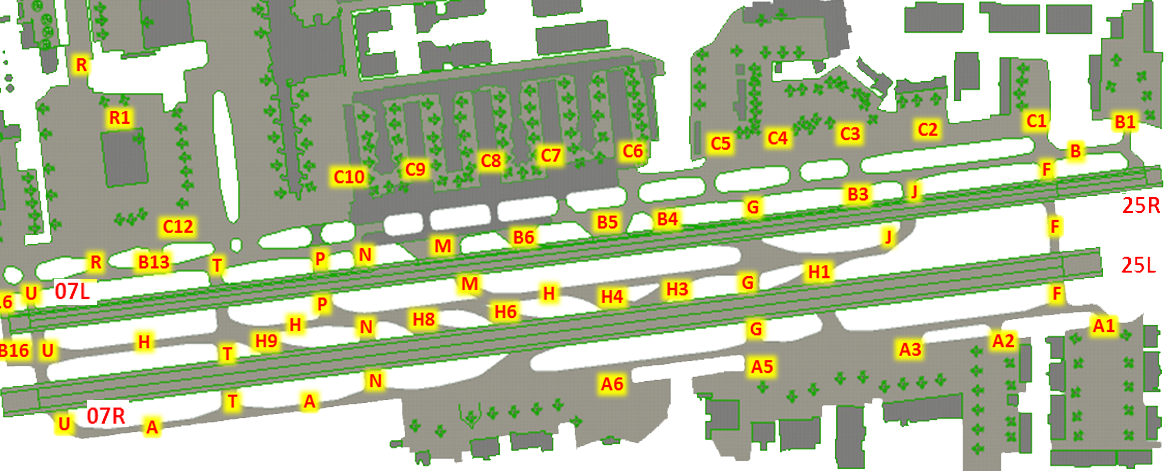 R
R1
C1
B1
C2
C3
C4
C5
C6
C7
C8
C9
C10
B
F
J
B3
G
B4
B5
C12
B6
M
N
P
R
B13
T
25R
F
J
25L
U
07L
H1
G
H3
M
H
H4
F
P
H
N
H8
H6
G
A1
B16
U
H
T
H9
A3
A2
A5
A6
N
T
A
07R
U
A